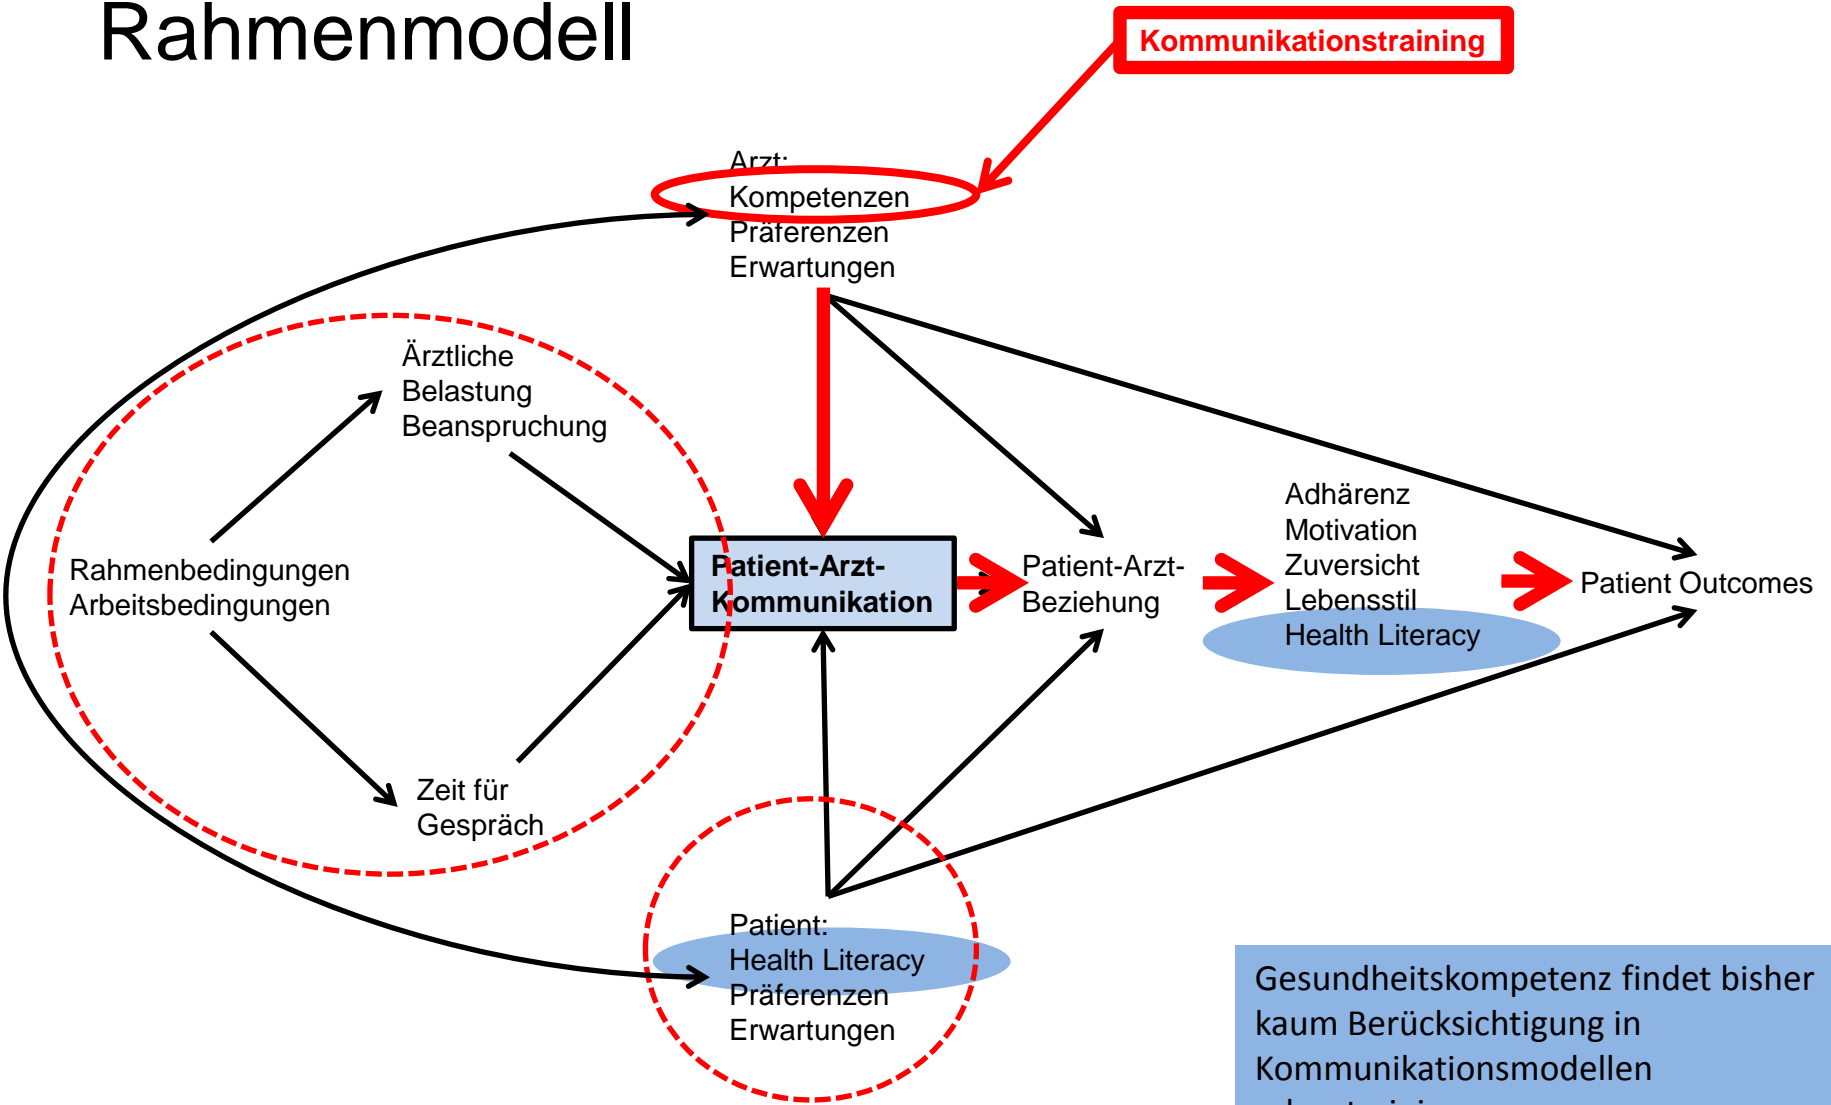 Rahmenmodell
Kommunikationstraining
Arzt:
Kompetenzen
Präferenzen
Erwartungen
Ärztliche
Belastung
Beanspruchung
Rahmenbedingungen
Arbeitsbedingungen
Zeit für
Gespräch
Patient-Arzt-
Kommunikation
Patient-Arzt-
Beziehung
Adhärenz
Motivation
Zuversicht
Lebensstil
Health Literacy
Patient Outcomes
Patient:
Health Literacy
Präferenzen
Erwartungen
Gesundheitskompetenz findet bisher
kaum Berücksichtigung in
Kommunikationsmodellen